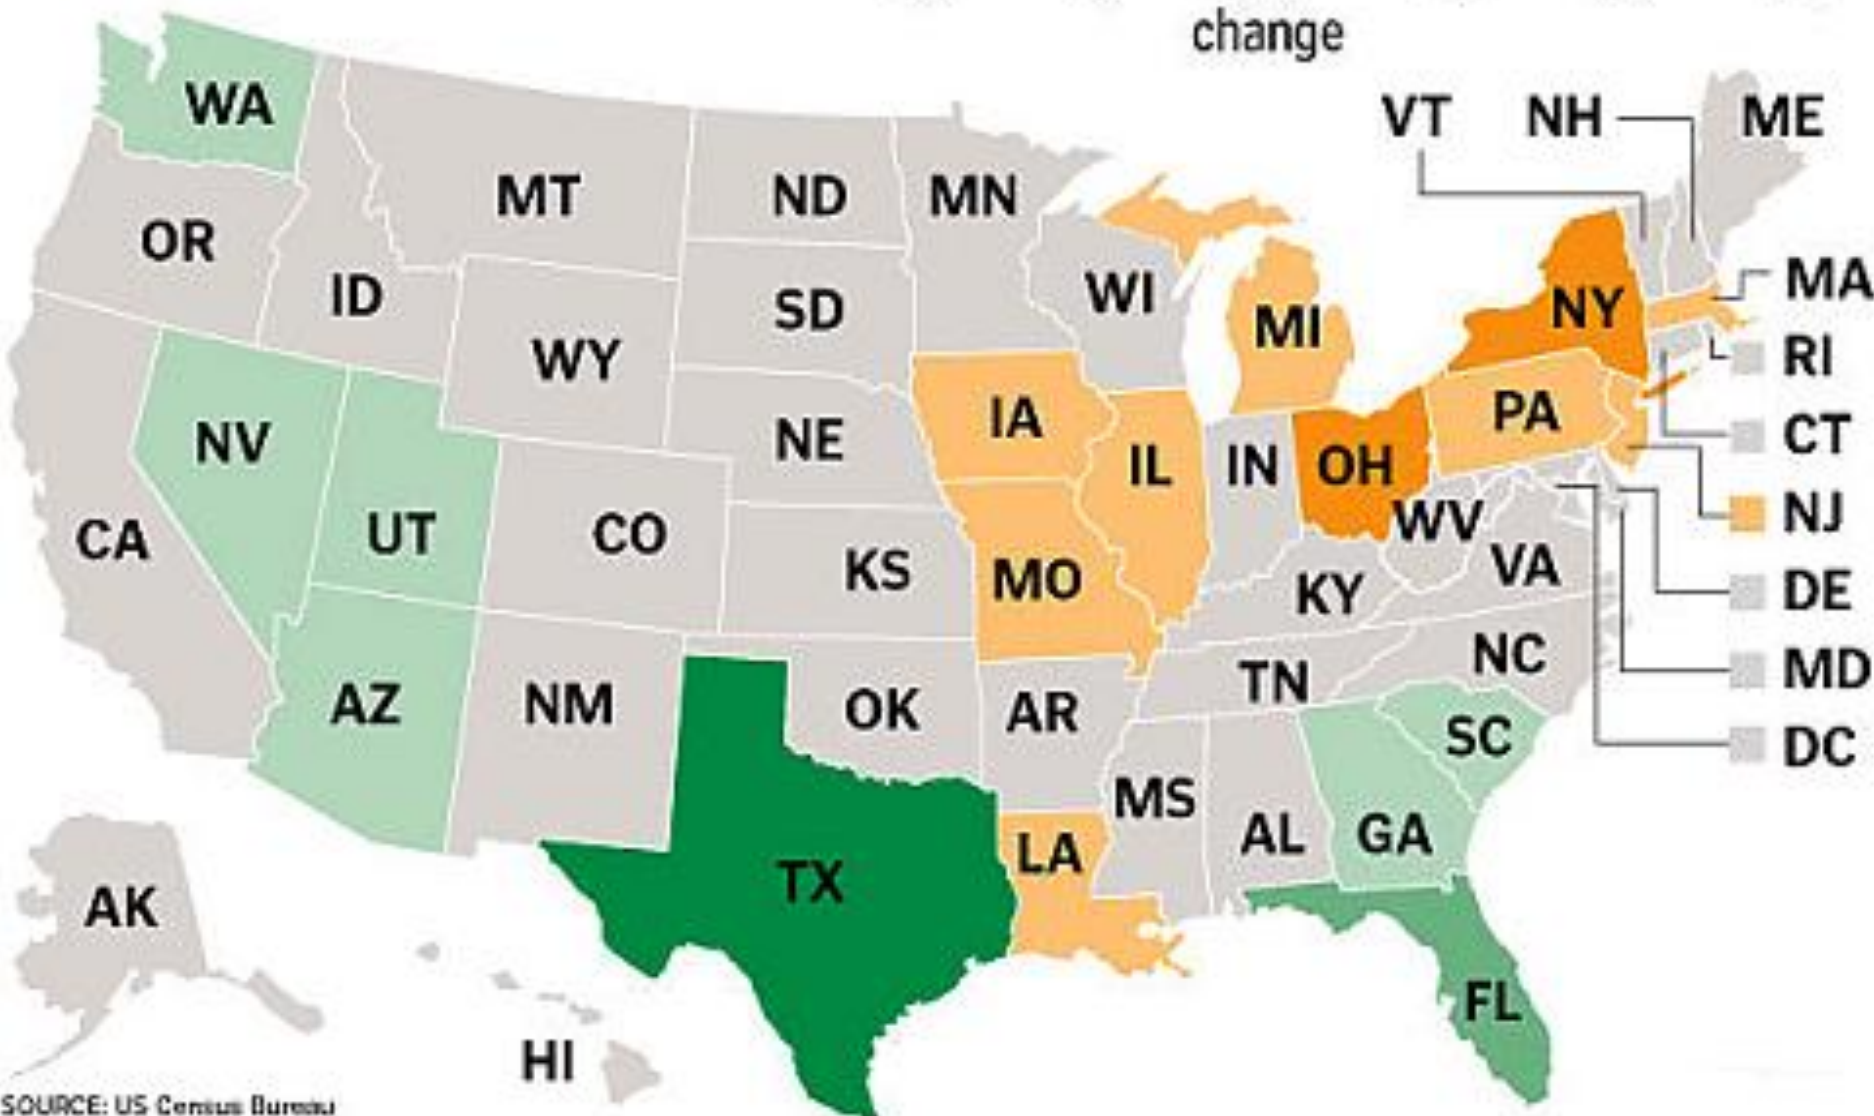 change
VT NH ME
WA
MT ND MN
OR
ID SD WI MI NY MA
WY RI
NV NE IA IL IN OH PA CT
UT CO KS MO WV NJ
CA KY VA DE
AZ NM OK AR TN NC MD
SC DC
TX LA MS AL GA
AK
FL
HI
SOURCE: US Census Bureau